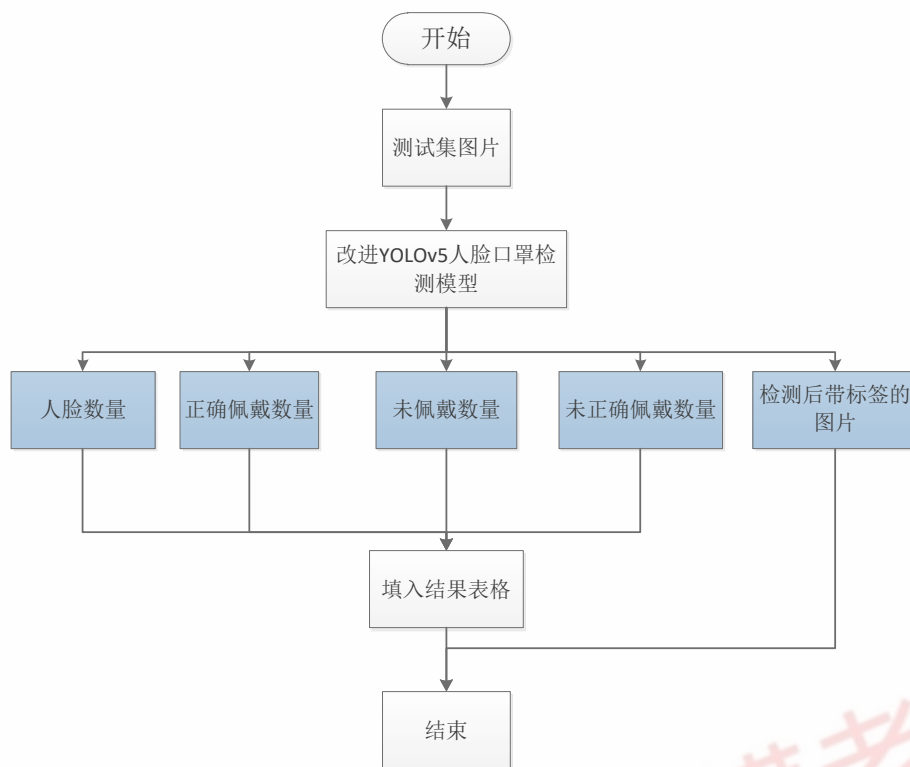 开始
测试集图片
改进YOLOv5人脸口罩检
测模型
人脸数量
正确佩戴数量
未佩戴数量
未正确佩戴数量
检测后带标签的
图片
填入结果表格
结束